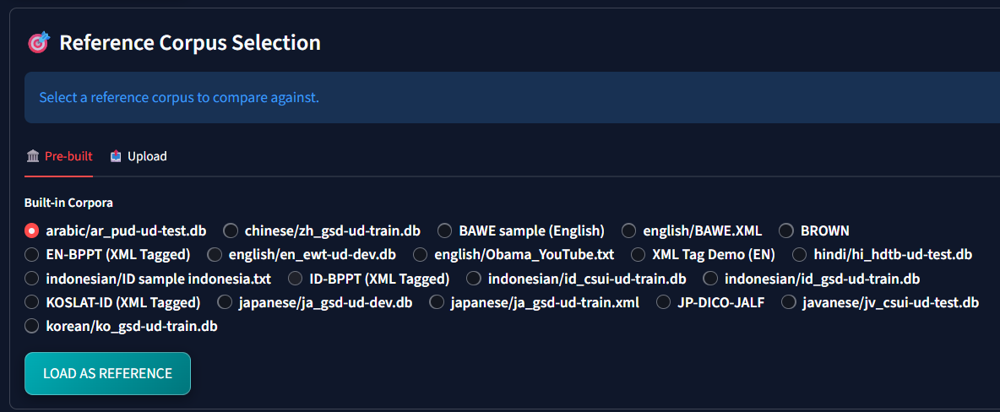 Reference Corpus Selection
Select a reference corpus to compare against.
Pre-built Upload
Built-in Corpora
arabic/ar_pud-ud-test.db chinese/zh_gsd-ud-train.db BAWE sample (English) english/BAWE.XML BROWN
EN-BPPT (XML Tagged) english/en_ewt-ud-dev.db english/Obama_YouTube.txt XML Tag Demo (EN) hindi/hi_hdtb-ud-test.db
indonesian/ID sample indonesia.txt ID-BPPT (XML Tagged) indonesian/id_csui-ud-train.db indonesian/id_gsd-ud-train.db
KOSLAT-ID (XML Tagged) japanese/ja_gsd-ud-dev.db japanese/ja_gsd-ud-train.xml JP-DICO-JALF javanese/jv_csui-ud-test.db
korean/ko_gsd-ud-train.db
LOAD AS REFERENCE